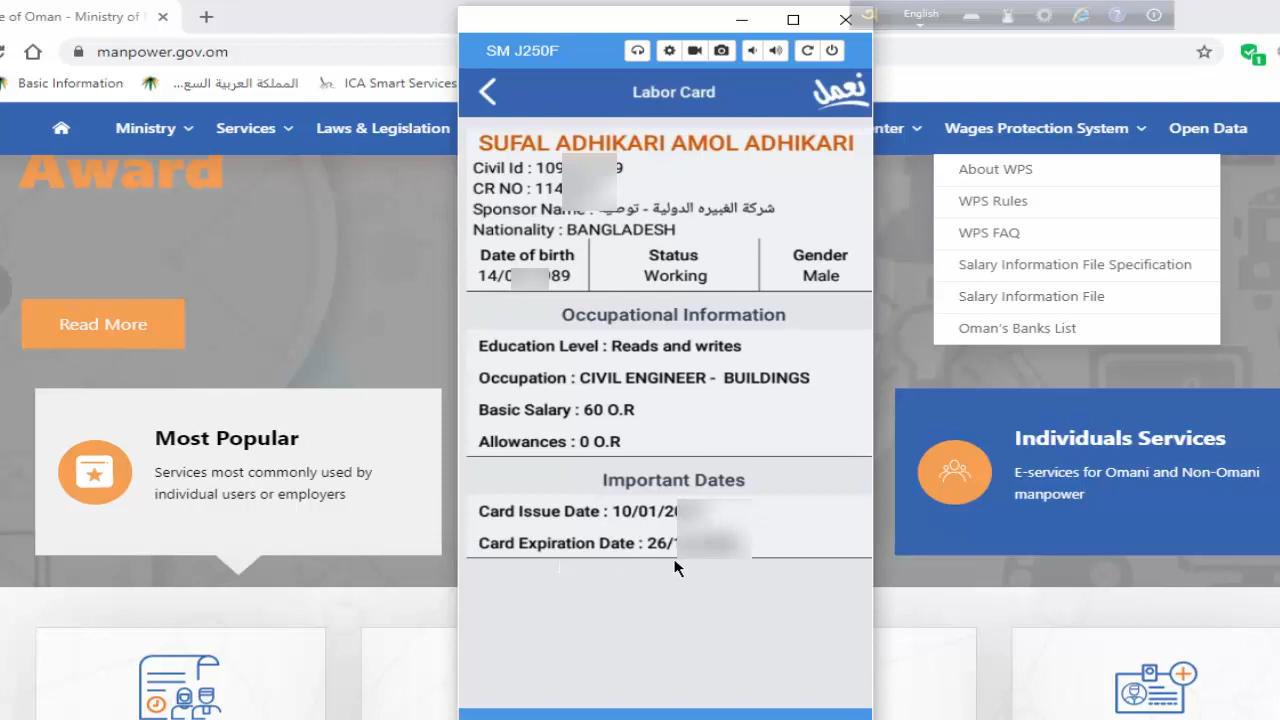 e of Oman - Ministry of
English
manpower.gov.om
Basic Information
المملكة العربية السع...
ICA Smart Services
SM J250F
Labor Card
نعمل
Ministry
Services
Laws & Legislation
enter
Wages Protection System
Open Data
About WPS
WPS Rules
WPS FAQ
Salary Information File Specification
Salary Information File
Oman's Banks List
Award
Read More
SUFAL ADHIKARI AMOL ADHIKARI
Civil Id : 109 9
CR NO : 114
Sponsor Name : شركة الغبيره الدولية - توصية
Nationality : BANGLADESH
Date of birth Status Gender
14/0 89 Working Male
Occupational Information
Education Level : Reads and writes
Occupation : CIVIL ENGINEER - BUILDINGS
Basic Salary : 60 O.R
Allowances : 0 O.R
Important Dates
Card Issue Date : 10/01/20
Card Expiration Date : 26/
Most Popular
Services most commonly used by
individual users or employers
Individuals Services
E-services for Omani and Non-Omani
manpower